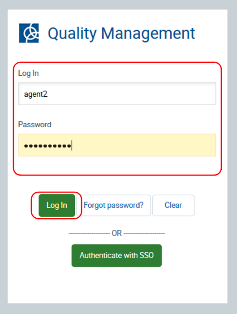 Quality Management
Log In
agent2
Password
••••••••••
Log In Forgot password? Clear
OR
Authenticate with SSO